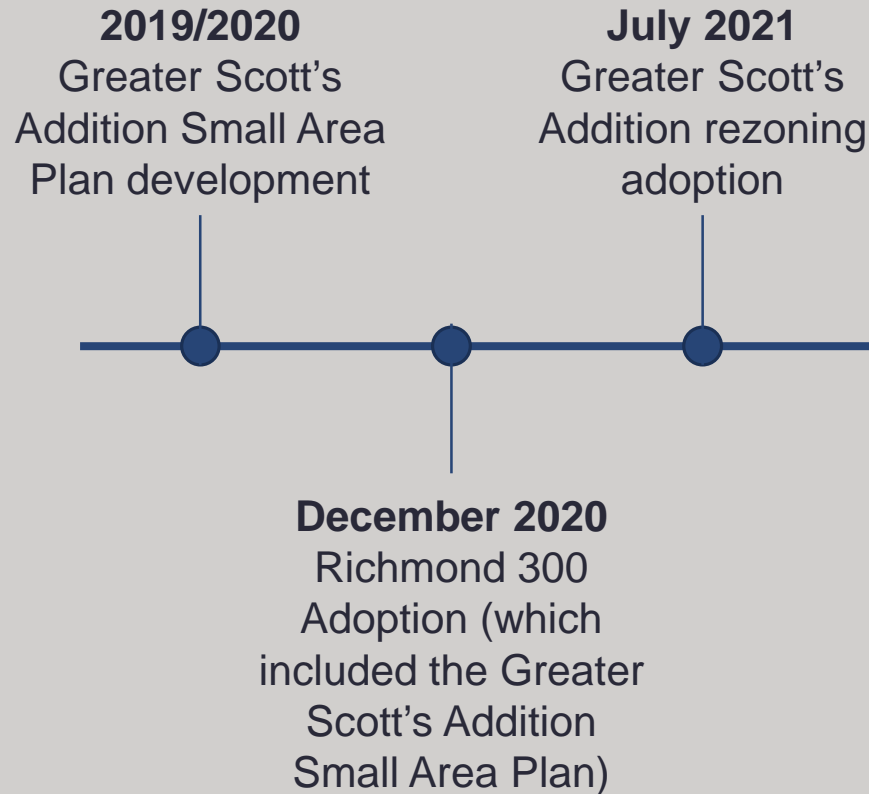 2019/2020
Greater Scott’s
Addition Small Area
Plan development
July 2021
Greater Scott’s
Addition rezoning
adoption
December 2020
Richmond 300
Adoption (which
included the Greater
Scott’s Addition
Small Area Plan)